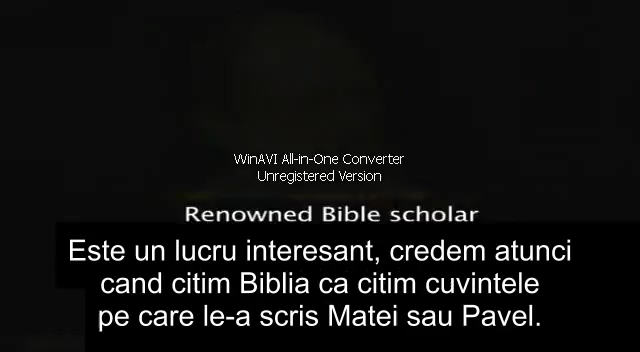 WinAVI All-in-One Converter
Unregistered Version
Renowned Bible scholar
Este un lucru interesant, credem atunci
cand citim Biblia ca citim cuvintele
pe care le-a scris Matei sau Pavel.